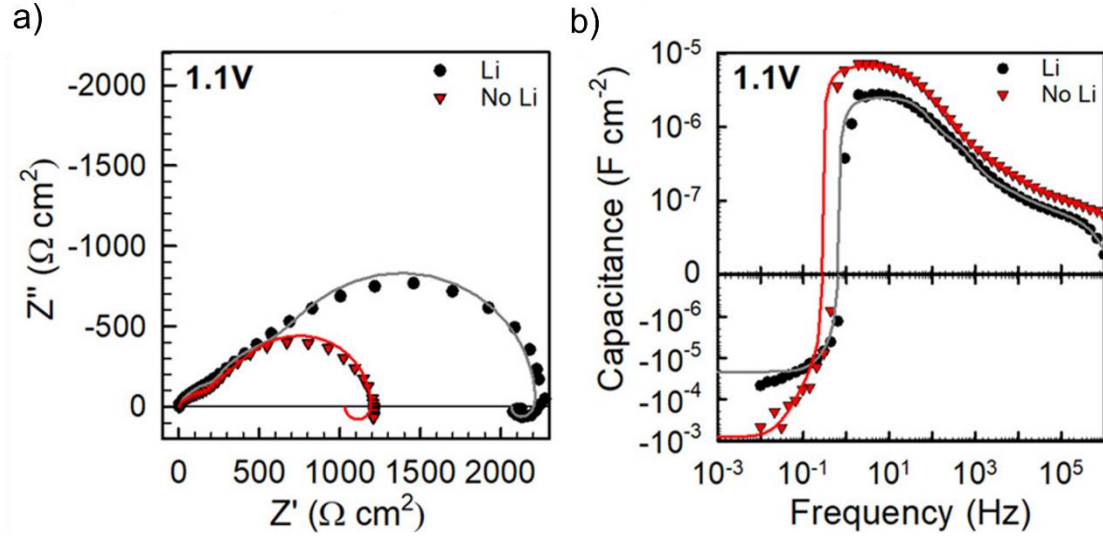 a)
1.1V
Li
No Li
-2000
-1500
-1000
-500
0
Z'' (Ω cm²)
0 500 1000 1500 2000
Z' (Ω cm²)
b)
1.1V
Li
No Li
10⁻⁵
10⁻⁶
10⁻⁷
0
-10⁻⁶
-10⁻⁵
-10⁻⁴
-10⁻³
Capacitance (F cm⁻²)
10⁻³ 10⁻¹ 10¹ 10³ 10⁵
Frequency (Hz)